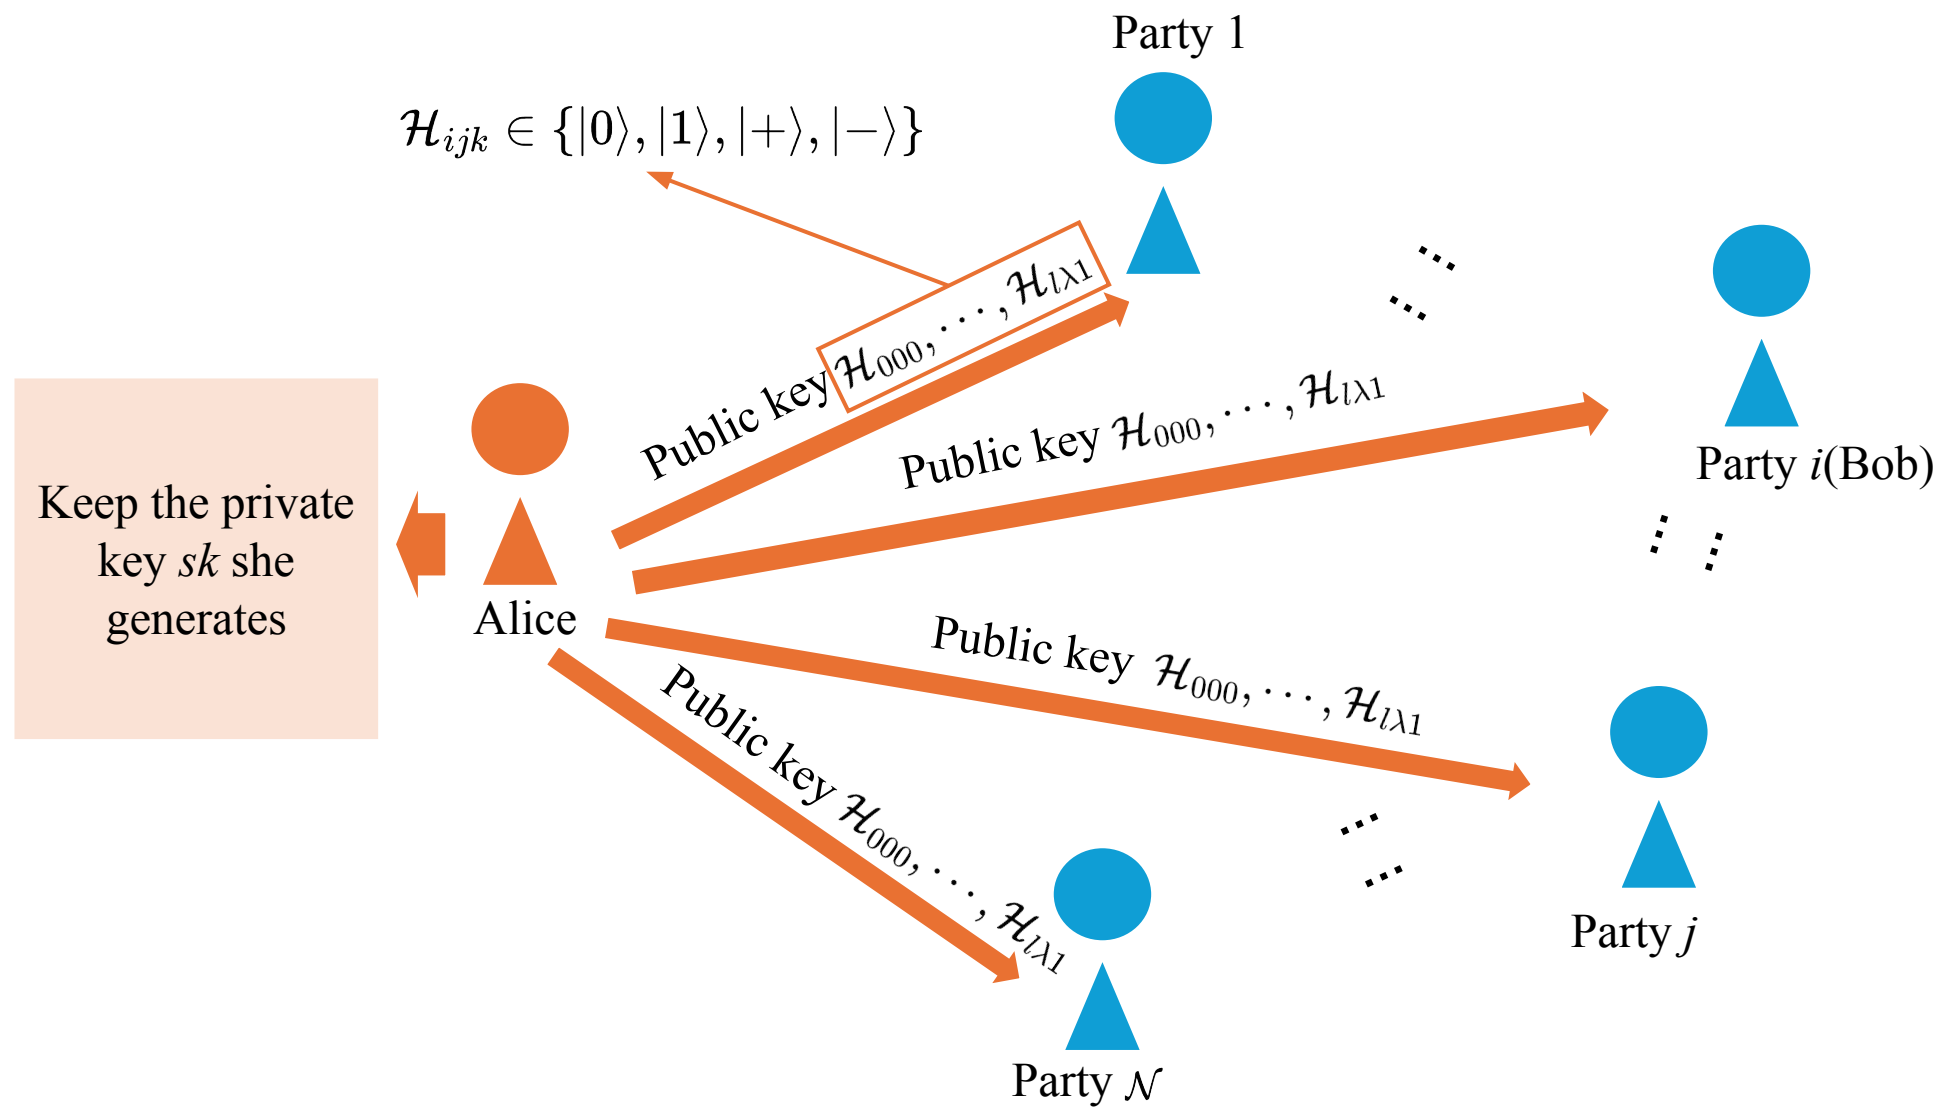 Party 1
ℋ_{ijk} ∈ {|0⟩, |1⟩, |+⟩, |−⟩}
Public key ℋ_{000}, ⋯, ℋ_{lλ1}
Public key ℋ_{000}, ⋯, ℋ_{lλ1}
Party i(Bob)
Keep the private
key sk she
generates
Alice
Public key ℋ_{000}, ⋯, ℋ_{lλ1}
Public key ℋ_{000}, ⋯, ℋ_{lλ1}
Party j
Party 𝒩